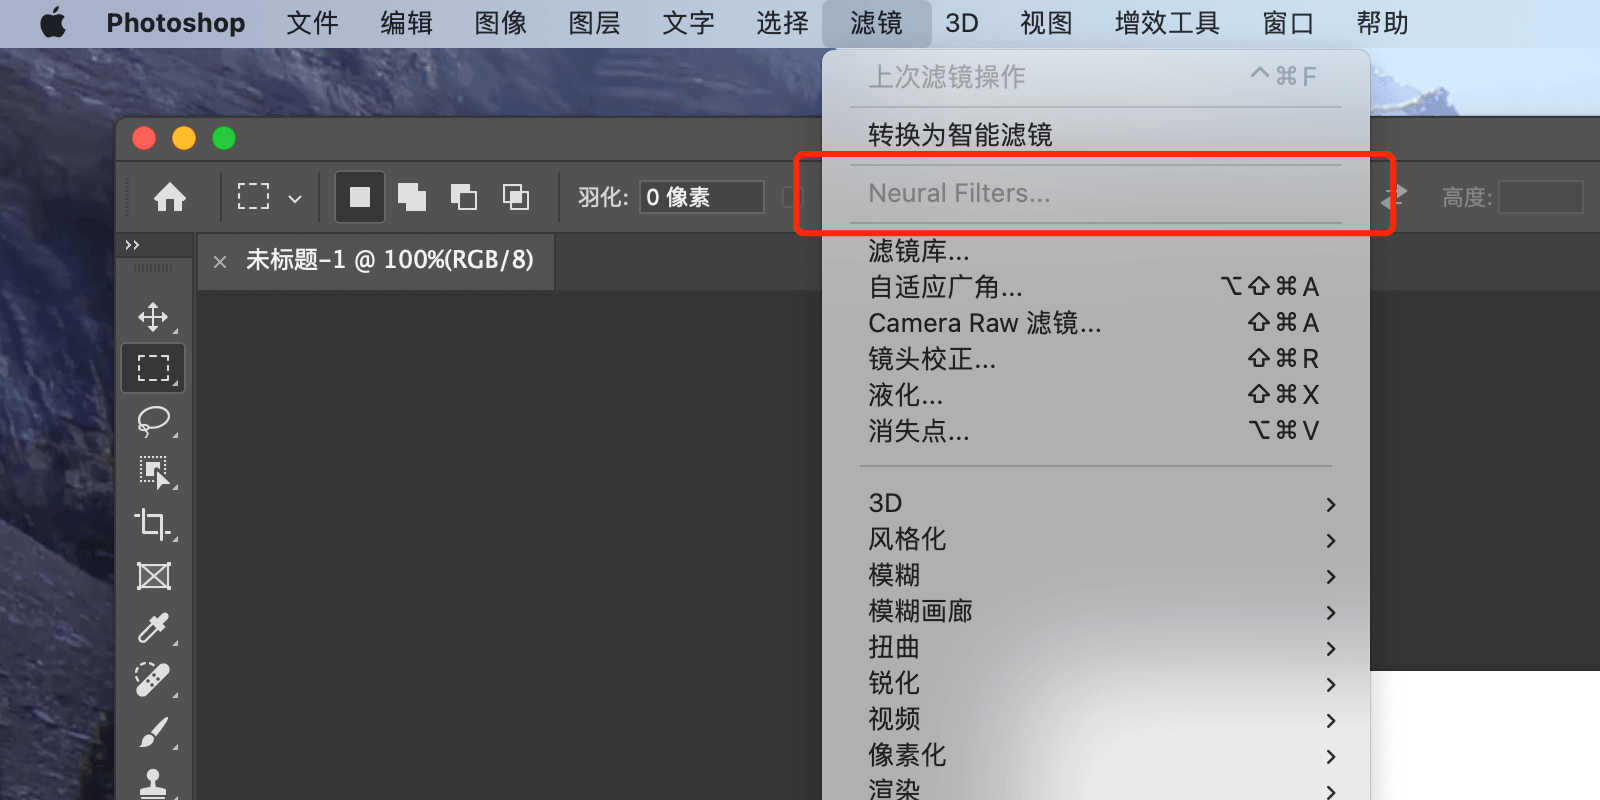 Photoshop 文件 编辑 图像 图层 文字 选择 滤镜 3D 视图 增效工具 窗口 帮助
上次滤镜操作 ^⌘F
转换为智能滤镜
Neural Filters...
羽化: 0 像素
高度:
× 未标题-1 @ 100%(RGB/8)
滤镜库...
自适应广角... ⌥⇧⌘A
Camera Raw 滤镜... ⇧⌘A
镜头校正... ⇧⌘R
液化... ⇧⌘X
消失点... ⌥⌘V
3D
风格化
模糊
模糊画廊
扭曲
锐化
视频
像素化
渲染